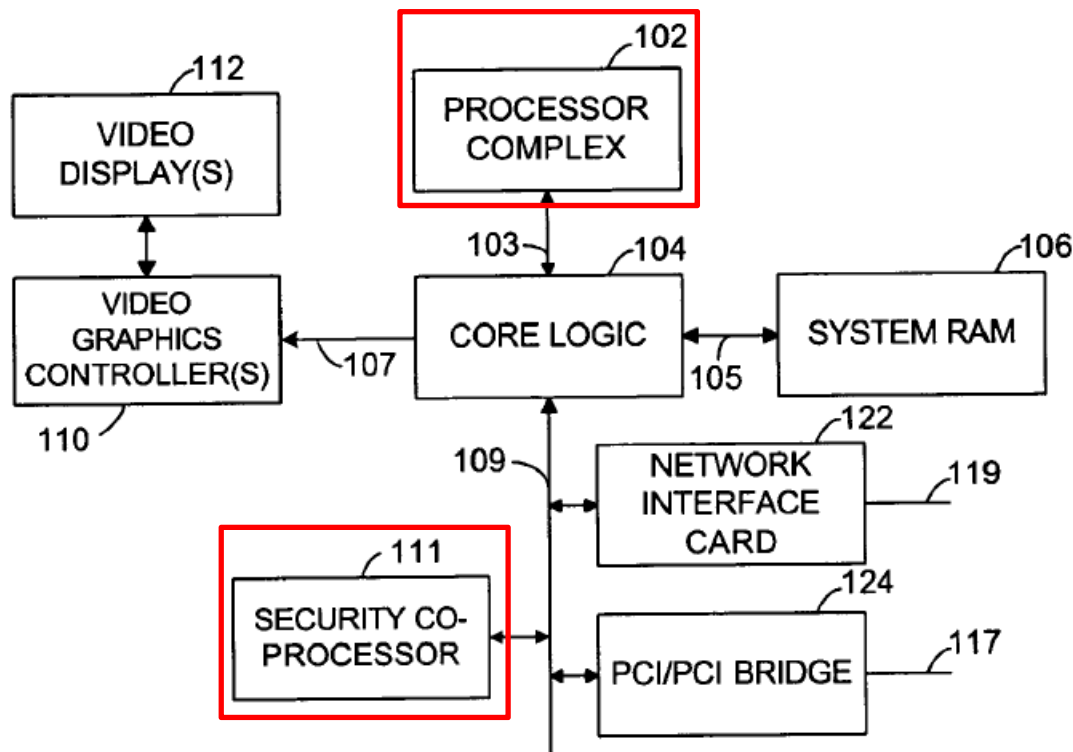 102
112
PROCESSOR
COMPLEX
VIDEO
DISPLAY(S)
103
104
106
VIDEO
GRAPHICS
CONTROLLER(S)
CORE LOGIC
SYSTEM RAM
107
105
110
122
109
NETWORK
INTERFACE
CARD
119
111
124
SECURITY CO-
PROCESSOR
PCI/PCI BRIDGE
117